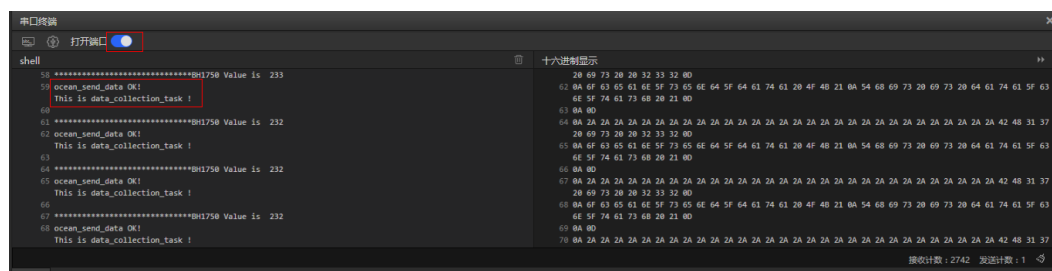 串口终端
打开端口
shell
58 ******************************BH1750 Value is  233
59 ocean_send_data OK!
This is data_collection_task !
60
61 ******************************BH1750 Value is  232
62 ocean_send_data OK!
This is data_collection_task !
63
64 ******************************BH1750 Value is  232
65 ocean_send_data OK!
This is data_collection_task !
66
67 ******************************BH1750 Value is  232
68 ocean_send_data OK!
This is data_collection_task !
十六进制显示
20 69 73 20 20 32 33 32 0D
62 0A 6F 63 65 61 6E 5F 73 65 6E 64 5F 64 61 74 61 20 4F 4B 21 0A 54 68 69 73 20 69 73 20 64 61 74 61 5F 63
6E 5F 74 61 73 6B 20 21 0D
63 0A 0D
64 0A 2A 2A 2A 2A 2A 2A 2A 2A 2A 2A 2A 2A 2A 2A 2A 2A 2A 2A 2A 2A 2A 2A 2A 2A 2A 2A 2A 2A 2A 2A 42 48 31 37
20 69 73 20 20 32 33 32 0D
65 0A 6F 63 65 61 6E 5F 73 65 6E 64 5F 64 61 74 61 20 4F 4B 21 0A 54 68 69 73 20 69 73 20 64 61 74 61 5F 63
6E 5F 74 61 73 6B 20 21 0D
66 0A 0D
67 0A 2A 2A 2A 2A 2A 2A 2A 2A 2A 2A 2A 2A 2A 2A 2A 2A 2A 2A 2A 2A 2A 2A 2A 2A 2A 2A 2A 2A 2A 2A 42 48 31 37
20 69 73 20 20 32 33 32 0D
68 0A 6F 63 65 61 6E 5F 73 65 6E 64 5F 64 61 74 61 20 4F 4B 21 0A 54 68 69 73 20 69 73 20 64 61 74 61 5F 63
6E 5F 74 61 73 6B 20 21 0D
69 0A 0D
70 0A 2A 2A 2A 2A 2A 2A 2A 2A 2A 2A 2A 2A 2A 2A 2A 2A 2A 2A 2A 2A 2A 2A 2A 2A 2A 2A 2A 2A 2A 2A 42 48 31 37
接收计数：2742 发送计数：1